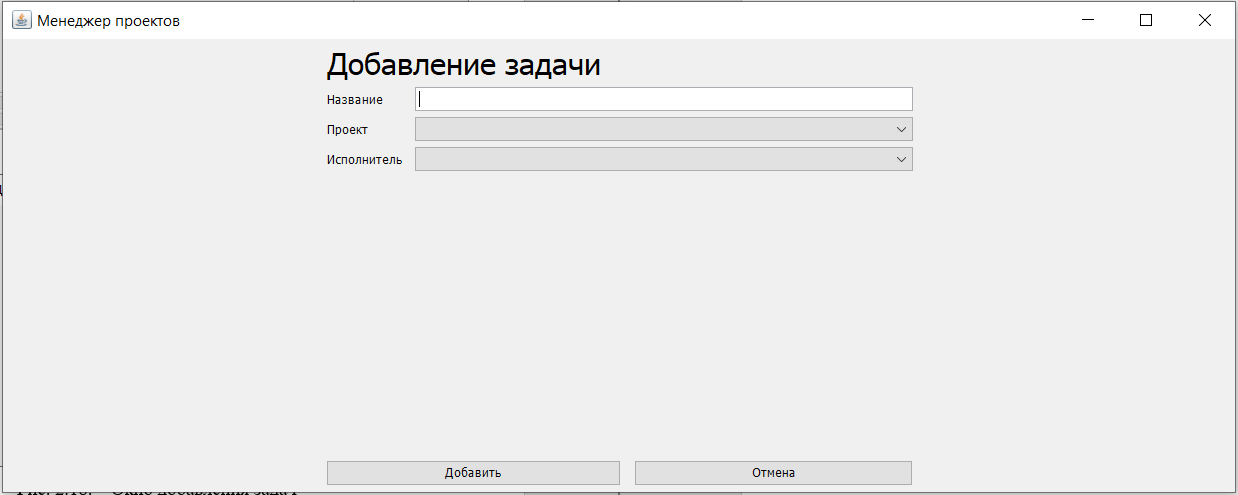 Менеджер проектов
Добавление задачи
Название
Проект
Исполнитель
Добавить
Отмена